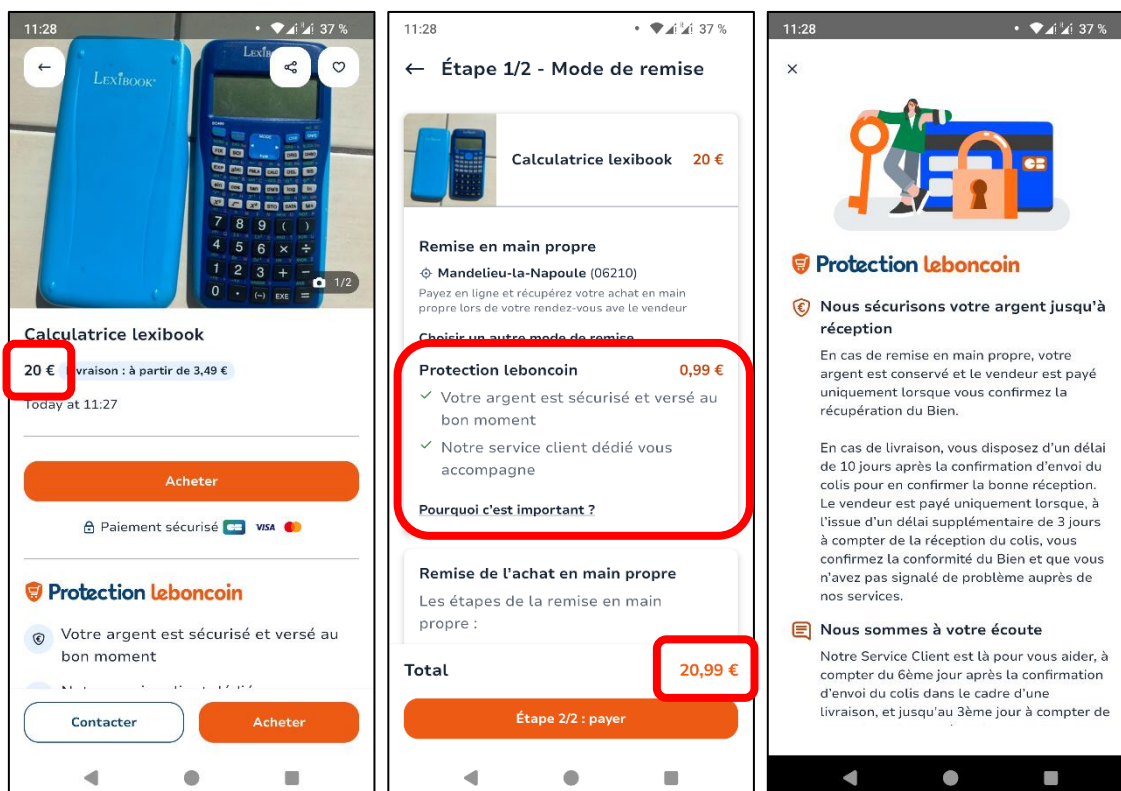 11:28
37 %
LEXIBOOK
1/2
Calculatrice lexibook
20 €
livraison : à partir de 3,49 €
Today at 11:27
Acheter
Paiement sécurisé
VISA
Protection leboncoin
Votre argent est sécurisé et versé au
bon moment
Contacter
Acheter
11:28
37 %
Étape 1/2 - Mode de remise
Calculatrice lexibook 20 €
Remise en main propre
Mandelieu-la-Napoule (06210)
Payez en ligne et récupérez votre achat en main
propre lors de votre rendez-vous ave le vendeur
Choisir un autre mode de remise
Protection leboncoin 0,99 €
Votre argent est sécurisé et versé au
bon moment
Notre service client dédié vous
accompagne
Pourquoi c'est important ?
Remise de l'achat en main propre
Les étapes de la remise en main
propre :
Total 20,99 €
Étape 2/2 : payer
11:28
37 %
Protection leboncoin
Nous sécurisons votre argent jusqu'à
réception
En cas de remise en main propre, votre
argent est conservé et le vendeur est payé
uniquement lorsque vous confirmez la
récupération du Bien.
En cas de livraison, vous disposez d'un délai
de 10 jours après la confirmation d'envoi du
colis pour en confirmer la bonne réception.
Le vendeur est payé uniquement lorsque, à
l'issue d'un délai supplémentaire de 3 jours
à compter de la réception du colis, vous
confirmez la conformité du Bien et que vous
n'avez pas signalé de problème auprès de
nos services.
Nous sommes à votre écoute
Notre Service Client est là pour vous aider, à
compter du 6ème jour après la confirmation
d'envoi du colis dans le cadre d'une
livraison, et jusqu'au 3ème jour à compter de